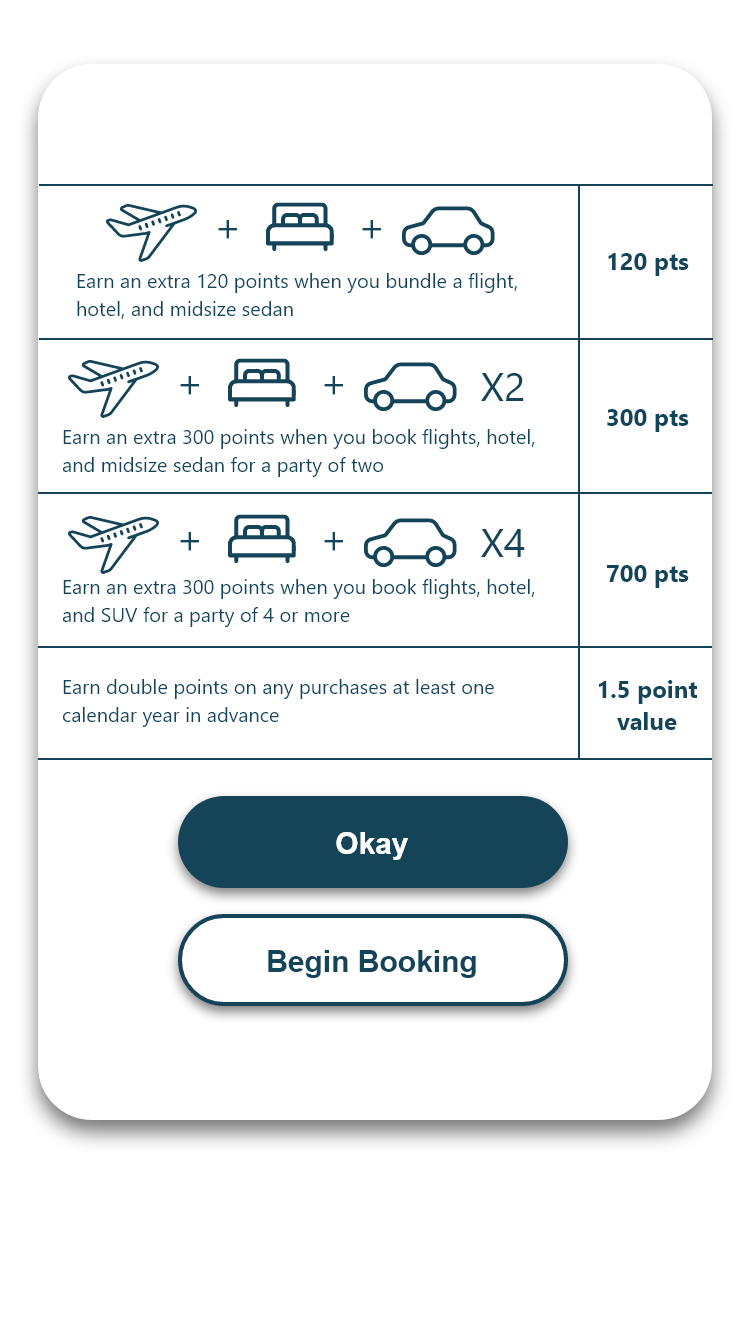 + +
Earn an extra 120 points when you bundle a flight,
hotel, and midsize sedan
120 pts
+ + X2
Earn an extra 300 points when you book flights, hotel,
and midsize sedan for a party of two
300 pts
+ + X4
Earn an extra 300 points when you book flights, hotel,
and SUV for a party of 4 or more
700 pts
Earn double points on any purchases at least one
calendar year in advance
1.5 point
value
Okay
Begin Booking